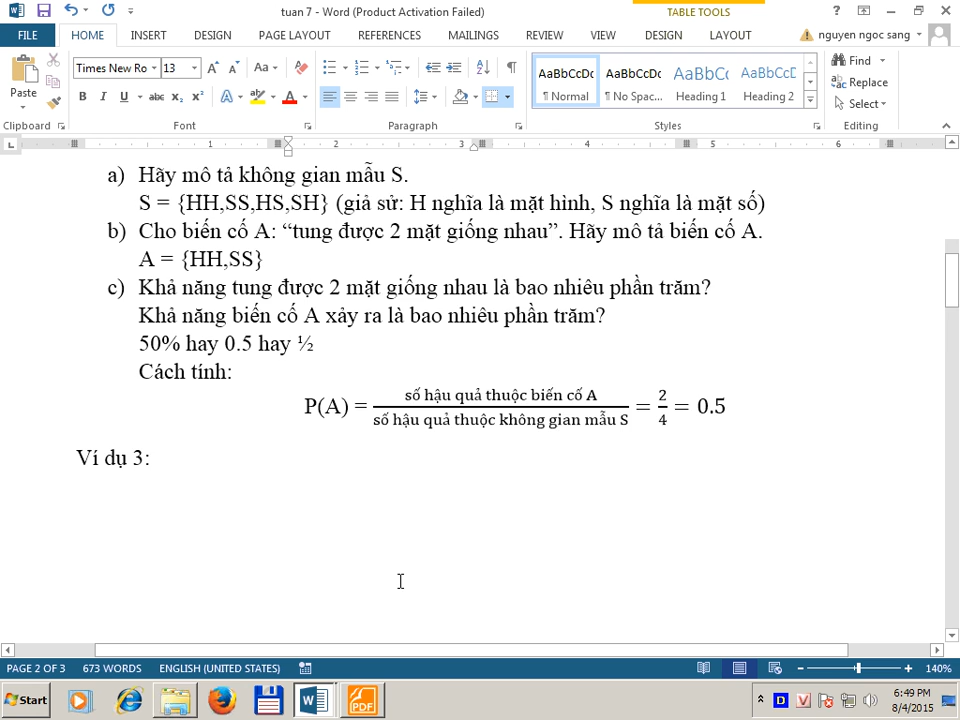 tuan 7 - Word (Product Activation Failed)
TABLE TOOLS
FILE HOME INSERT DESIGN PAGE LAYOUT REFERENCES MAILINGS REVIEW VIEW DESIGN LAYOUT nguyen ngoc sang
Paste
Times New Ro 13
Find
Replace
Select
AaBbCcDc AaBbCcDc AaBbCc AaBbCcDc
¶ Normal ¶ No Spac... Heading 1 Heading 2
Clipboard Font Paragraph Styles Editing
1 2 3 4 5 6
a) Hãy mô tả không gian mẫu S.
S = {HH,SS,HS,SH} (giả sử: H nghĩa là mặt hình, S nghĩa là mặt số)
b) Cho biến cố A: “tung được 2 mặt giống nhau”. Hãy mô tả biến cố A.
A = {HH,SS}
c) Khả năng tung được 2 mặt giống nhau là bao nhiêu phần trăm?
Khả năng biến cố A xảy ra là bao nhiêu phần trăm?
50% hay 0.5 hay ½
Cách tính:
P(A) = số hậu quả thuộc biến cố A / số hậu quả thuộc không gian mẫu S = 2/4 = 0.5
Ví dụ 3:
PAGE 2 OF 3 673 WORDS ENGLISH (UNITED STATES) 140%
Start
6:49 PM
8/4/2015